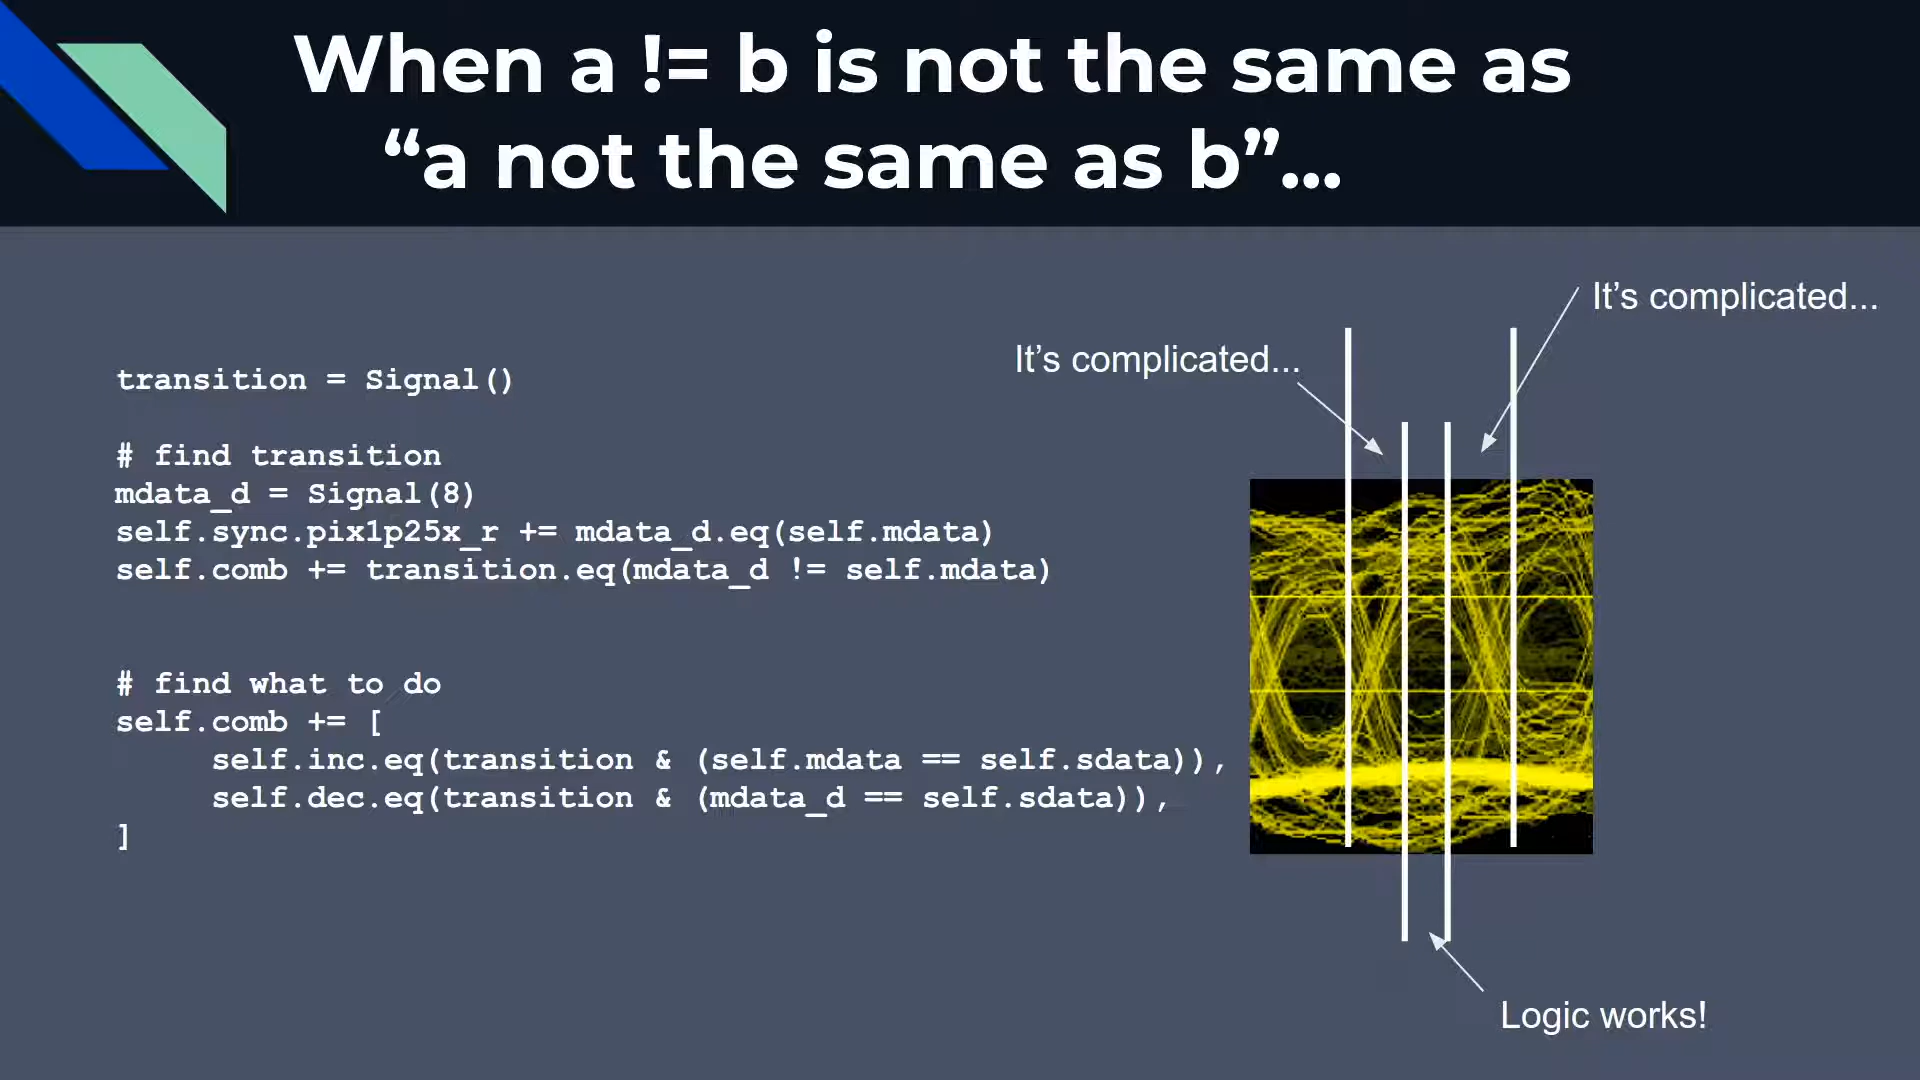 When a != b is not the same as
“a not the same as b”...
It’s complicated...
It’s complicated...
transition = Signal()
# find transition
mdata_d = Signal(8)
self.sync.pix1p25x_r += mdata_d.eq(self.mdata)
self.comb += transition.eq(mdata_d != self.mdata)
# find what to do
self.comb += [
self.inc.eq(transition & (self.mdata == self.sdata)),
self.dec.eq(transition & (mdata_d == self.sdata)),
]
Logic works!